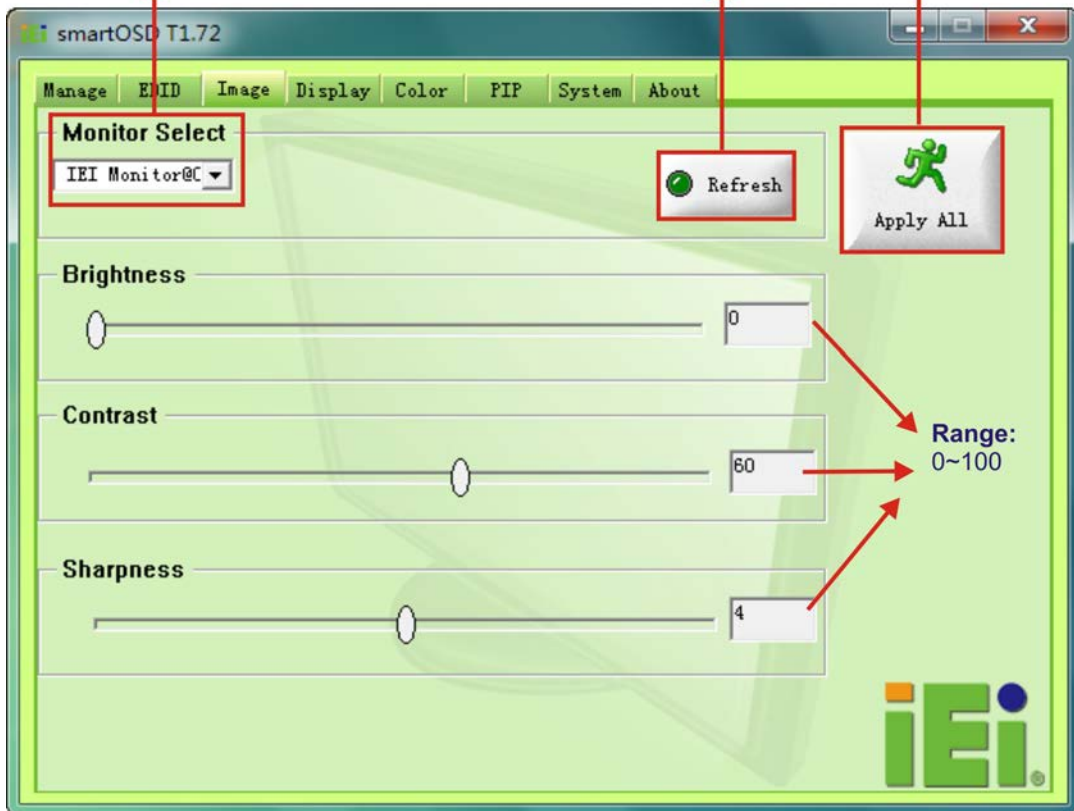 smartOSD T1.72
Manage EDID Image Display Color PIP System About
Monitor Select
IEI Monitor@C
Refresh
Apply All
Brightness
0
Contrast
60
Range:
0~100
Sharpness
4
iEi